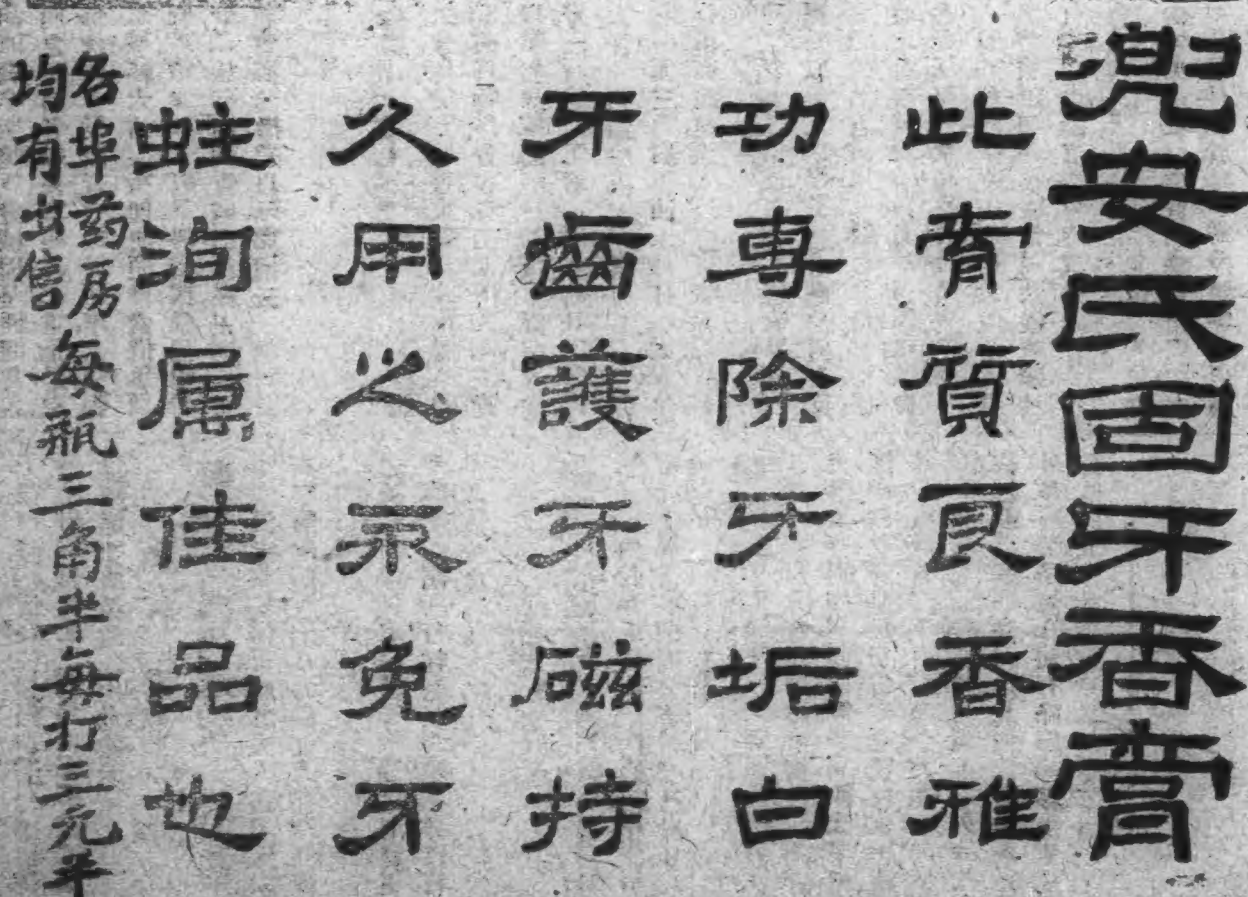 兜安氏固牙香膏
此膏質良香雅
功專除牙垢白
牙齒護牙磁持
久用之永免牙
蛀洵属佳品也
各埠药房
均有出售
每瓶三角半每打三元半